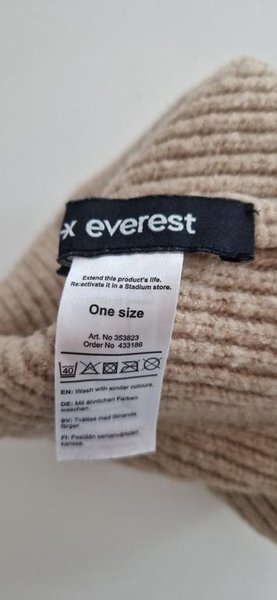 everest
Extend this product's life.
Re:activate it in a Stadium store.
One size
Art. No 353823
Order No 433186
40
EN: Wash with similar colours.
DE: Mit ähnlichen Farben
waschen.
SV: Tvättas med liknande
färger.
FI: Pestään samanväristen
kanssa.